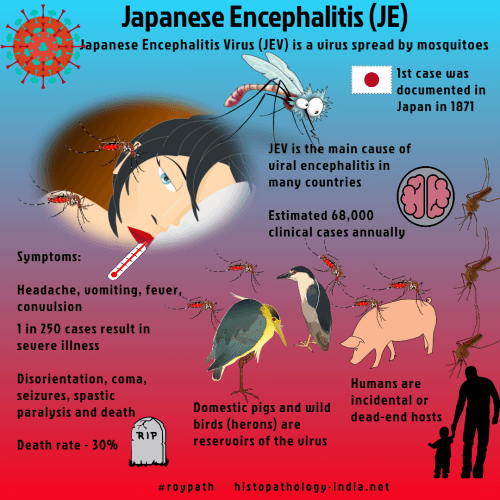 Japanese Encephalitis (JE)
Japanese Encephalitis Virus (JEV) is a virus spread by mosquitoes
1st case was
documented in
Japan in 1871
JEV is the main cause of
viral encephalitis in
many countries
Estimated 68,000
clinical cases annually
Symptoms:
Headache, vomiting, fever,
convulsion
1 in 250 cases result in
severe illness
Disorientation, coma,
seizures, spastic
paralysis and death
Death rate - 30%
RIP
Domestic pigs and wild
birds (herons) are
reservoirs of the virus
Humans are
incidental or
dead-end hosts
#roypath histopathology-india.net